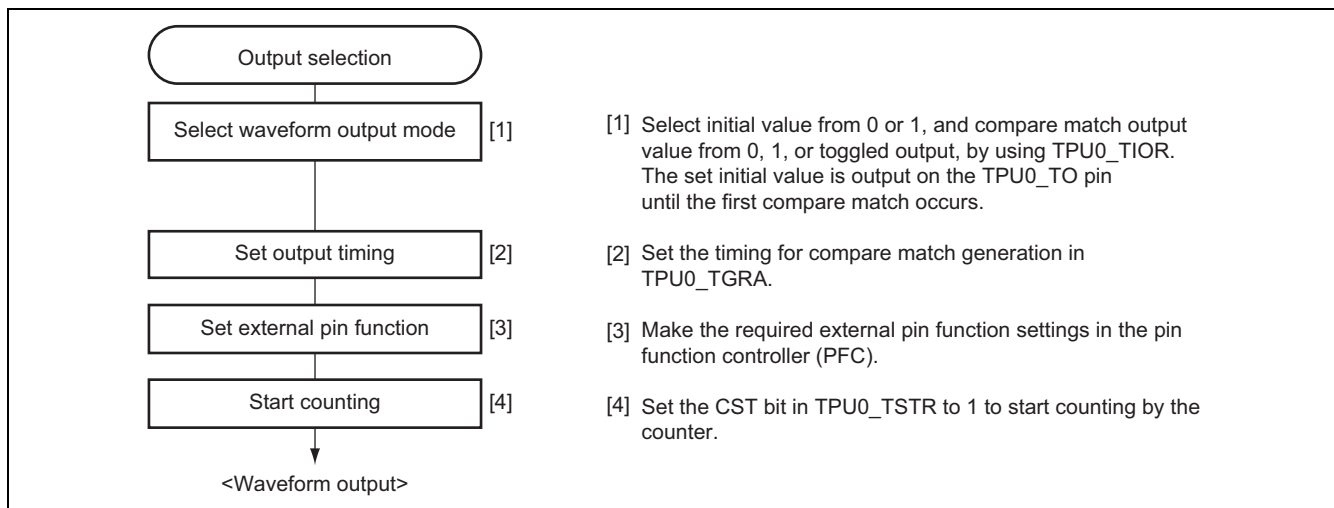 Output selection
Select waveform output mode [1]
Set output timing [2]
Set external pin function [3]
Start counting [4]
<Waveform output>
[1] Select initial value from 0 or 1, and compare match output
value from 0, 1, or toggled output, by using TPU0_TIOR.
The set initial value is output on the TPU0_TO pin
until the first compare match occurs.
[2] Set the timing for compare match generation in
TPU0_TGRA.
[3] Make the required external pin function settings in the pin
function controller (PFC).
[4] Set the CST bit in TPU0_TSTR to 1 to start counting by the
counter.